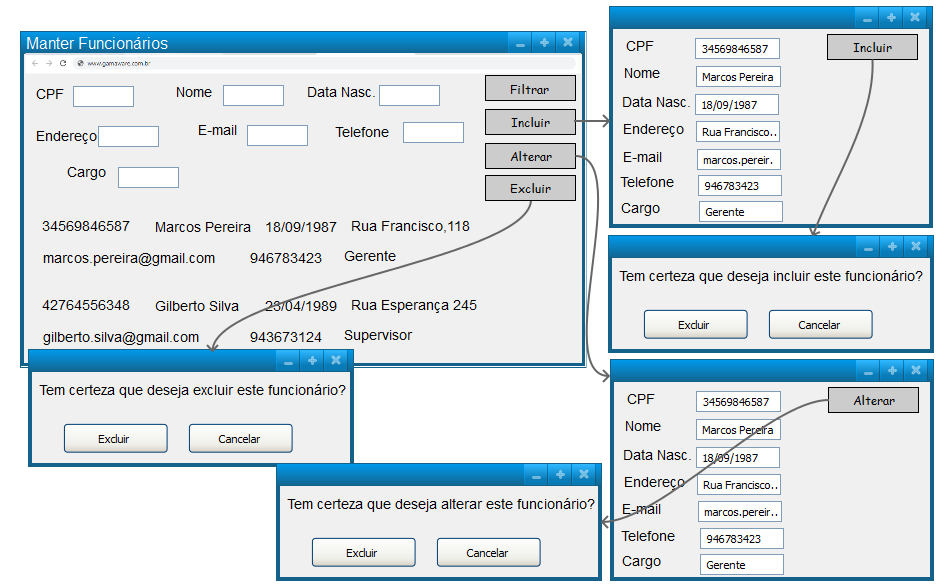 Manter Funcionários
www.gamaware.com.br
CPF
Nome
Data Nasc.
Filtrar
Endereço
E-mail
Telefone
Incluir
Cargo
Alterar
Excluir
34569846587 Marcos Pereira 18/09/1987 Rua Francisco,118
marcos.pereira@gmail.com 946783423 Gerente
42764556348 Gilberto Silva 23/04/1989 Rua Esperança 245
gilberto.silva@gmail.com 943673124 Supervisor
CPF 34569846587 Incluir
Nome Marcos Pereira
Data Nasc. 18/09/1987
Endereço Rua Francisco..
E-mail marcos.pereir..
Telefone 946783423
Cargo Gerente
Tem certeza que deseja incluir este funcionário?
Excluir Cancelar
Tem certeza que deseja excluir este funcionário?
Excluir Cancelar
CPF 34569846587 Alterar
Nome Marcos Pereira
Data Nasc. 18/09/1987
Endereço Rua Francisco..
E-mail marcos.pereir..
Telefone 946783423
Cargo Gerente
Tem certeza que deseja alterar este funcionário?
Excluir Cancelar